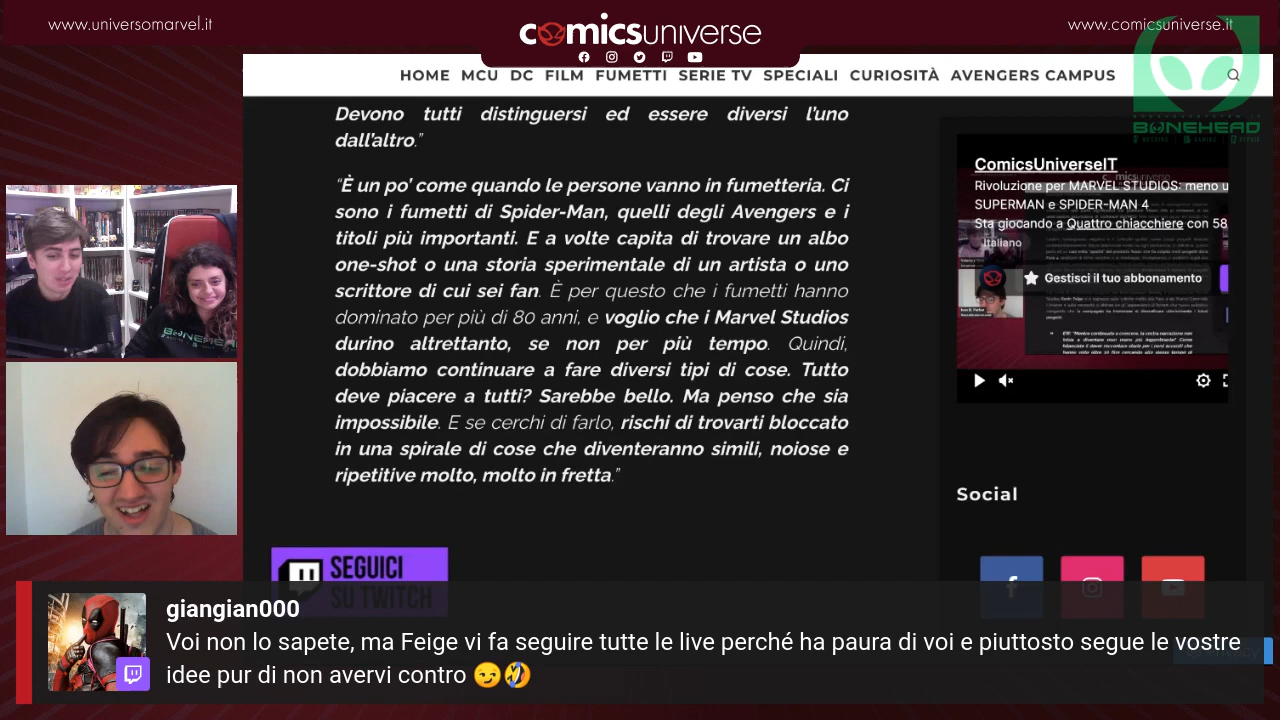 www.universomarvel.it
comicsuniverse
www.comicsuniverse.it
HOME MCU DC FILM FUMETTI SERIE TV SPECIALI CURIOSITÀ AVENGERS CAMPUS
BONEHEAD
Devono tutti distinguersi ed essere diversi l’uno
dall’altro.”
“È un po’ come quando le persone vanno in fumetteria. Ci
sono i fumetti di Spider-Man, quelli degli Avengers e i
titoli più importanti. E a volte capita di trovare un albo
one-shot o una storia sperimentale di un artista o uno
scrittore di cui sei fan. È per questo che i fumetti hanno
dominato per più di 80 anni, e voglio che i Marvel Studios
durino altrettanto, se non per più tempo. Quindi,
dobbiamo continuare a fare diversi tipi di cose. Tutto
deve piacere a tutti? Sarebbe bello. Ma penso che sia
impossibile. E se cerchi di farlo, rischi di trovarti bloccato
in una spirale di cose che diventeranno simili, noiose e
ripetitive molto, molto in fretta.”
ComicsUniverseIT
Rivoluzione per MARVEL STUDIOS: meno u
SUPERMAN e SPIDER-MAN 4
Sta giocando a Quattro chiacchiere con 58
Italiano
Gestisci il tuo abbonamento
Social
SEGUICI
SU TWITCH
giangian000
Voi non lo sapete, ma Feige vi fa seguire tutte le live perché ha paura di voi e piuttosto segue le vostre
idee pur di non avervi contro 😏🤣